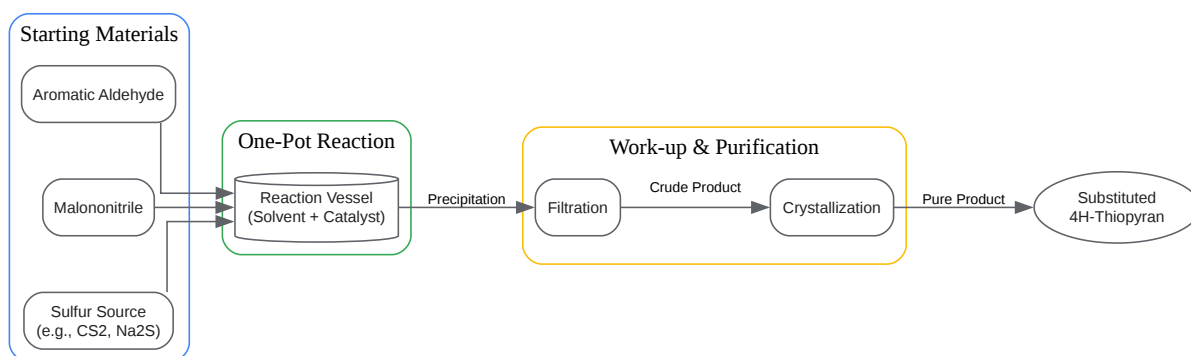 Starting Materials
Aromatic Aldehyde
Malononitrile
Sulfur Source
(e.g., CS2, Na2S)
One-Pot Reaction
Reaction Vessel
(Solvent + Catalyst)
Precipitation
Work-up & Purification
Filtration
Crude Product
Crystallization
Pure Product
Substituted
4H-Thiopyran